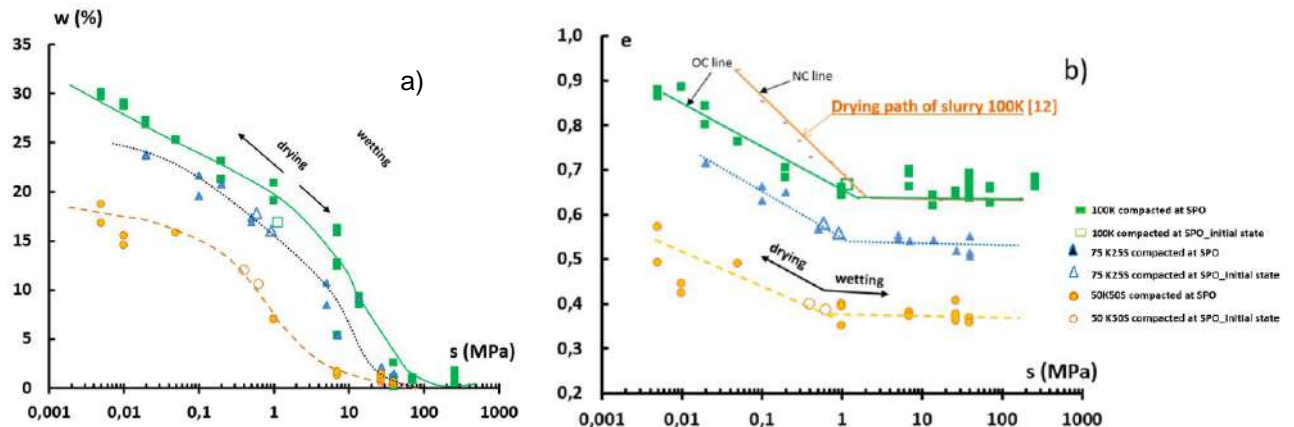 w (%)
a)
35
30
25
20
15
10
5
0
drying
wetting
s (MPa)
0,001
0,01
0,1
1
10
100
1000
e
b)
1,0
0,9
0,8
0,7
0,6
0,5
0,4
0,3
0,2
OC line
NC line
Drying path of slurry 100K [12]
drying
wetting
s (MPa)
0,001
0,01
0,1
1
10
100
1000
100K compacted at SPO
100K compacted at SPO_initial state
75 K25S compacted at SPO
75 K25S compacted at SPO_Initial state
50K50S compacted at SPO
50 K50S compacted at SPO_Initial state